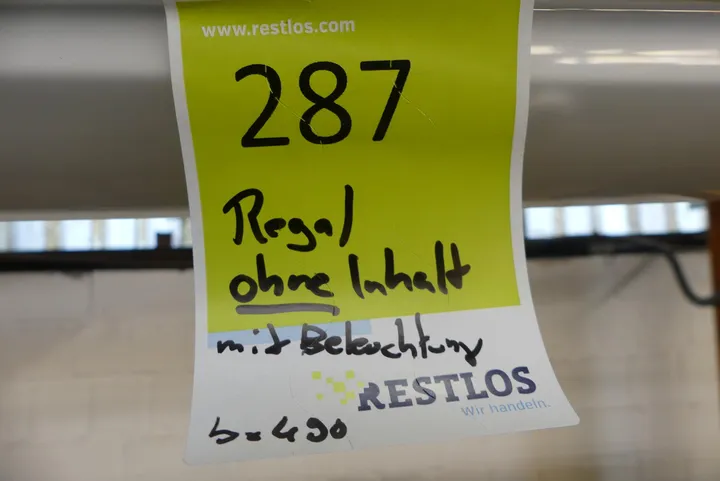 www.restlos.com
287
Regal
ohne Inhalt
mit Beleuchtung
RESTLOS
Wir handeln.
b=490